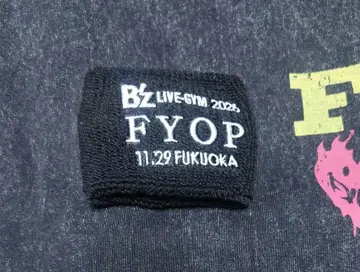 B'z LIVE-GYM 2025
FYOP
11.29 FUKUOKA
F